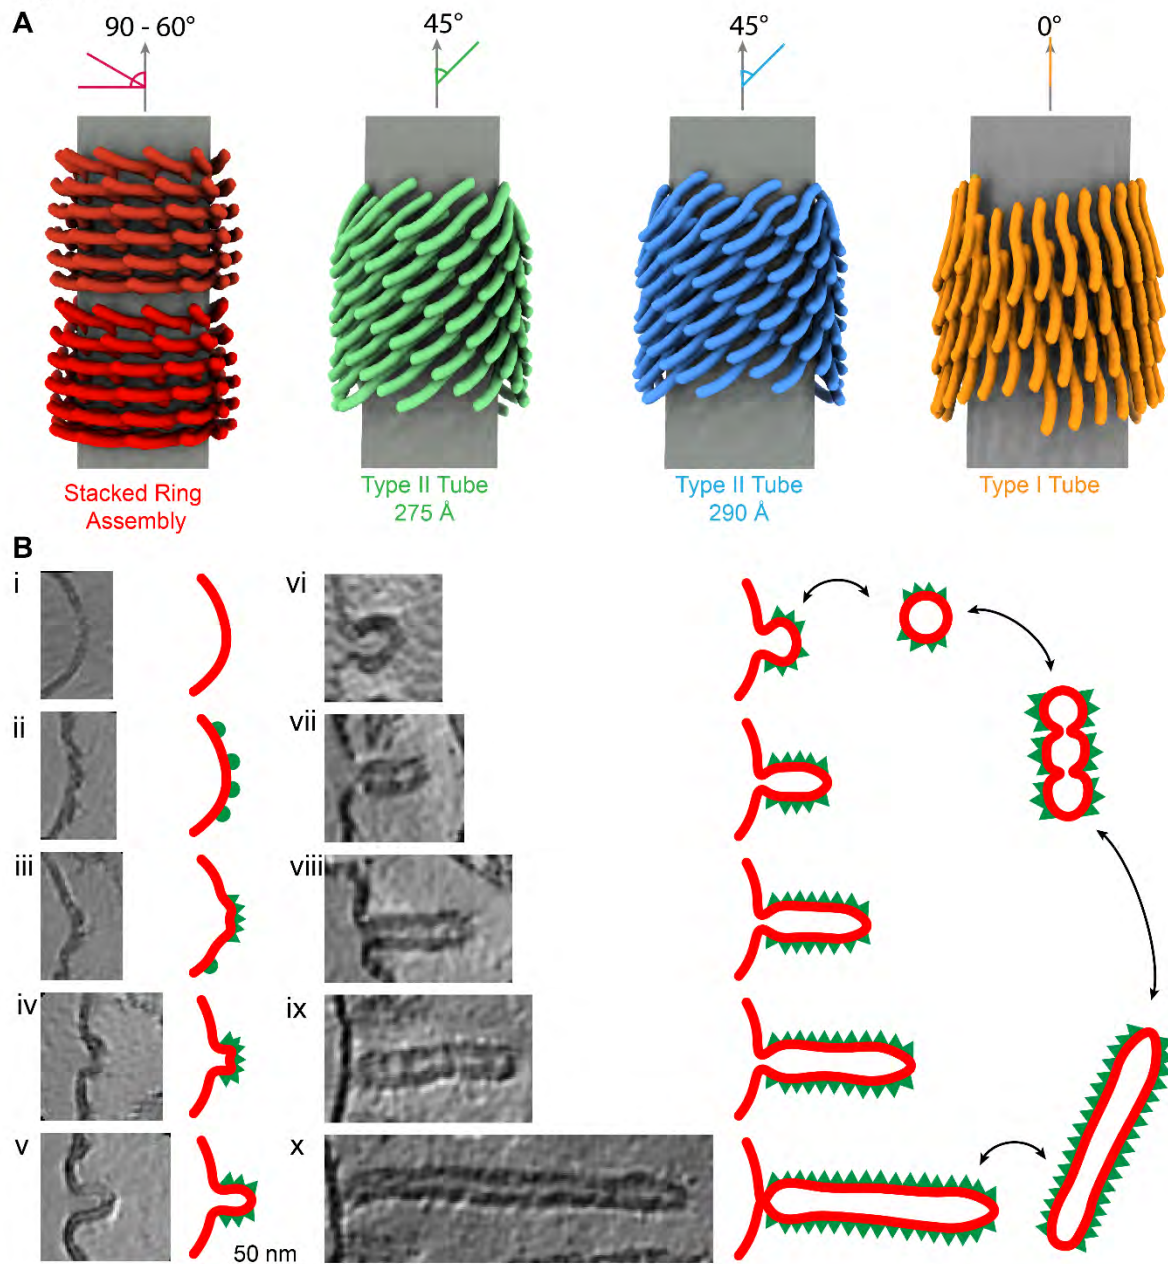 A
90 - 60°
45°
45°
0°
Stacked Ring
Assembly
Type II Tube
275 Å
Type II Tube
290 Å
Type I Tube
B
i
ii
iii
iv
v
50 nm
vi
vii
viii
ix
x